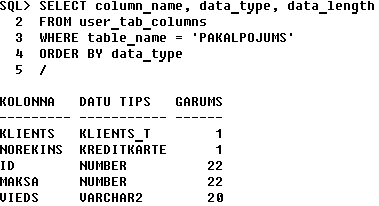 SQL> SELECT column_name, data_type, data_length
  2  FROM user_tab_columns
  3  WHERE table_name = 'PAKALPOJUMS'
  4  ORDER BY data_type
  5  /
KOLONNA   DATU TIPS   GARUMS
--------- ----------- ------
KLIENTS   KLIENTS_T        1
NOREKINS  KREDITKARTE      1
ID        NUMBER          22
MAKSA     NUMBER          22
VIEDS     VARCHAR2        20